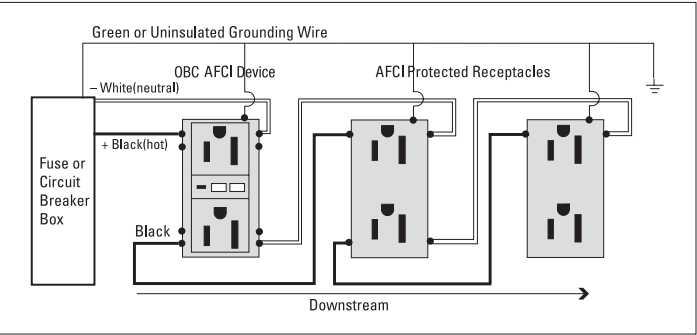 Green or Uninsulated Grounding Wire
OBC AFCI Device
AFCI Protected Receptacles
– White(neutral)
+ Black(hot)
Fuse or
Circuit
Breaker
Box
Black
Downstream